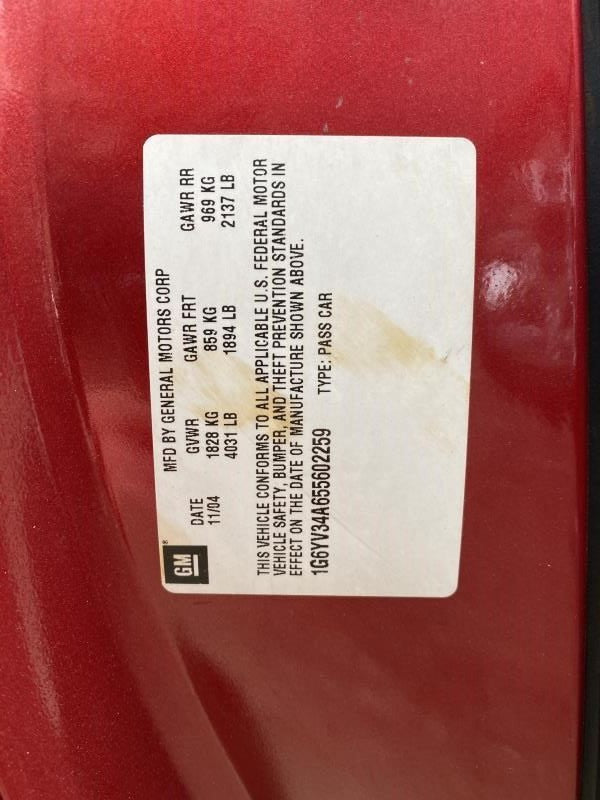 GM
MFD BY GENERAL MOTORS CORP
DATE GVWR GAWR FRT GAWR RR
11/04 1828 KG 859 KG 969 KG
4031 LB 1894 LB 2137 LB
THIS VEHICLE CONFORMS TO ALL APPLICABLE U.S. FEDERAL MOTOR
VEHICLE SAFETY, BUMPER, AND THEFT PREVENTION STANDARDS IN
EFFECT ON THE DATE OF MANUFACTURE SHOWN ABOVE.
1G6YV34A655602259 TYPE: PASS CAR